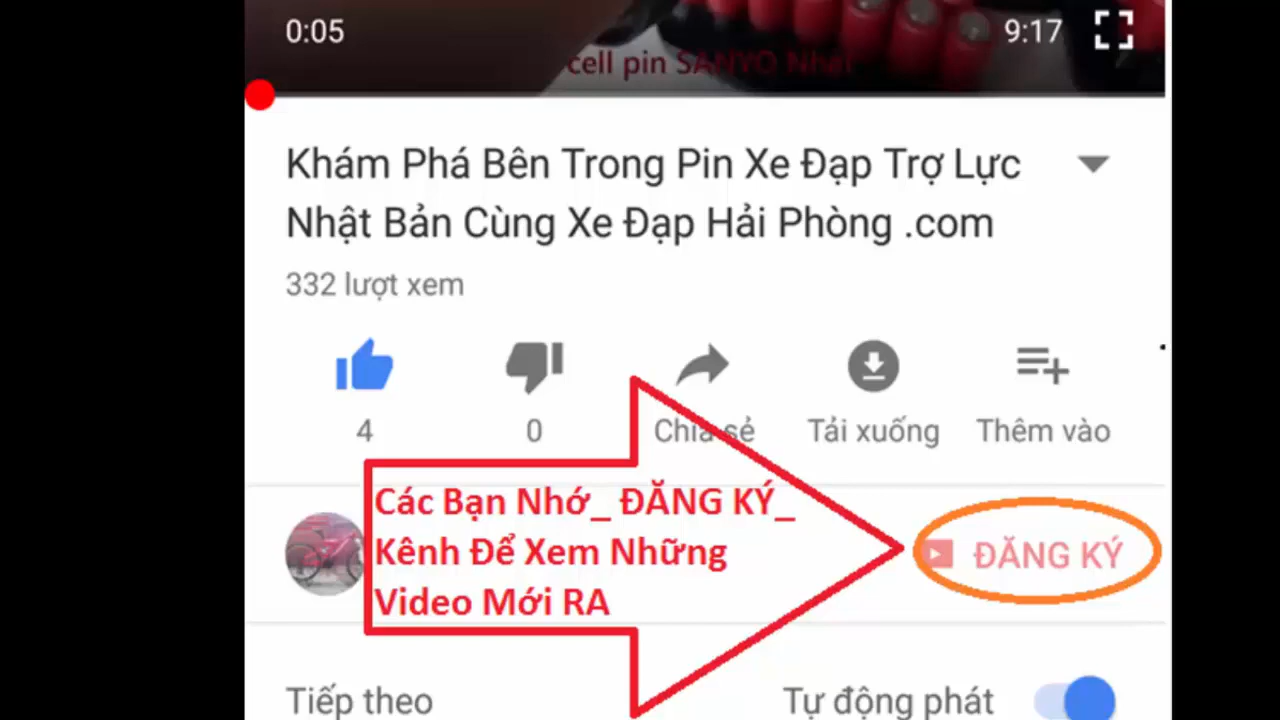 0:05
9:17
cell pin SANYO Nhật
Khám Phá Bên Trong Pin Xe Đạp Trợ Lực
Nhật Bản Cùng Xe Đạp Hải Phòng .com
332 lượt xem
4
0
Chia sẻ
Tải xuống
Thêm vào
Các Bạn Nhớ_ ĐĂNG KÝ_
Kênh Để Xem Những
Video Mới RA
ĐĂNG KÝ
Tiếp theo
Tự động phát